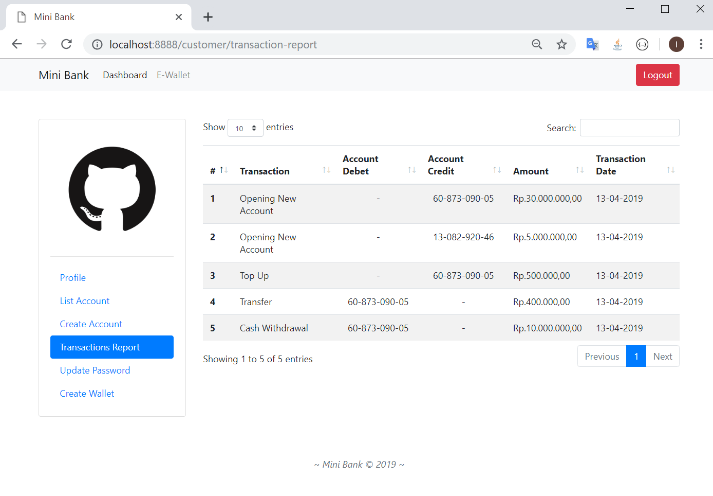 Mini Bank
localhost:8888/customer/transaction-report
I
Mini Bank Dashboard E-Wallet Logout
Show 10 entries Search:
# Transaction Account Debet Account Credit Amount Transaction Date
1 Opening New Account - 60-873-090-05 Rp.30.000.000,00 13-04-2019
2 Opening New Account - 13-082-920-46 Rp.5.000.000,00 13-04-2019
3 Top Up - 60-873-090-05 Rp.500.000,00 13-04-2019
4 Transfer 60-873-090-05 - Rp.400.000,00 13-04-2019
5 Cash Withdrawal 60-873-090-05 - Rp.10.000.000,00 13-04-2019
Showing 1 to 5 of 5 entries Previous 1 Next
Profile
List Account
Create Account
Transactions Report
Update Password
Create Wallet
~ Mini Bank © 2019 ~